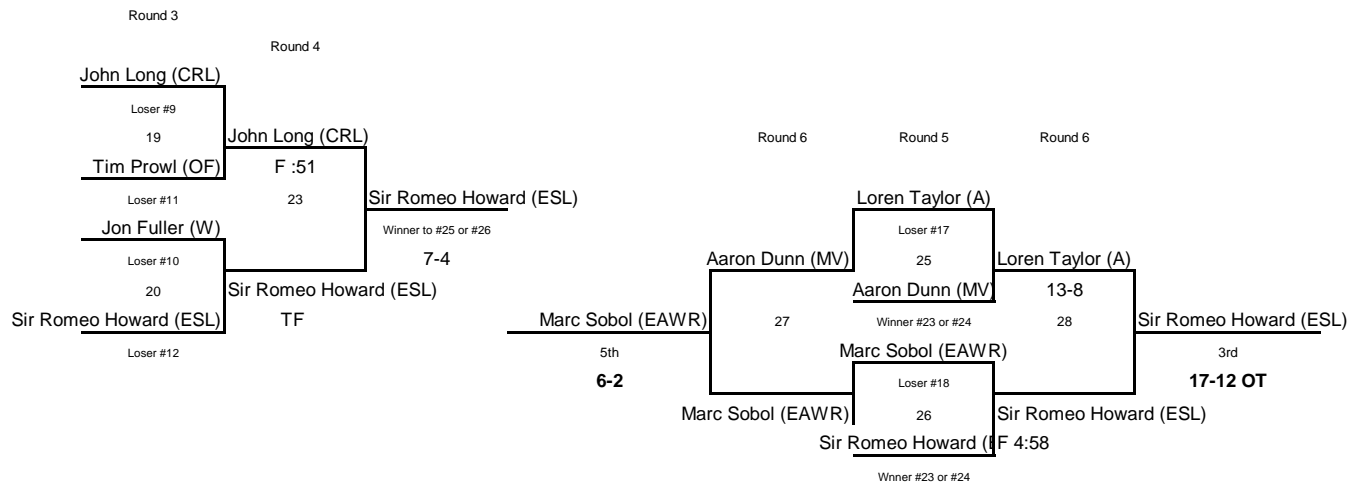 Round 3
Round 4
John Long (CRL)
Loser #9
19
John Long (CRL)
Round 6
Round 5
Round 6
Tim Prowl (OF)
F :51
Loser #11
23
Sir Romeo Howard (ESL)
Loren Taylor (A)
Jon Fuller (W)
Winner to #25 or #26
Loser #17
Loser #10
7-4
Aaron Dunn (MV)
25
Loren Taylor (A)
20
Sir Romeo Howard (ESL)
Aaron Dunn (MV)
13-8
Sir Romeo Howard (ESL)
TF
Marc Sobol (EAWR)
27
Winner #23 or #24
28
Sir Romeo Howard (ESL)
Loser #12
5th
Marc Sobol (EAWR)
3rd
6-2
Loser #18
17-12 OT
Marc Sobol (EAWR)
26
Sir Romeo Howard (ESL)
Sir Romeo Howard (
F 4:58
Wnner #23 or #24